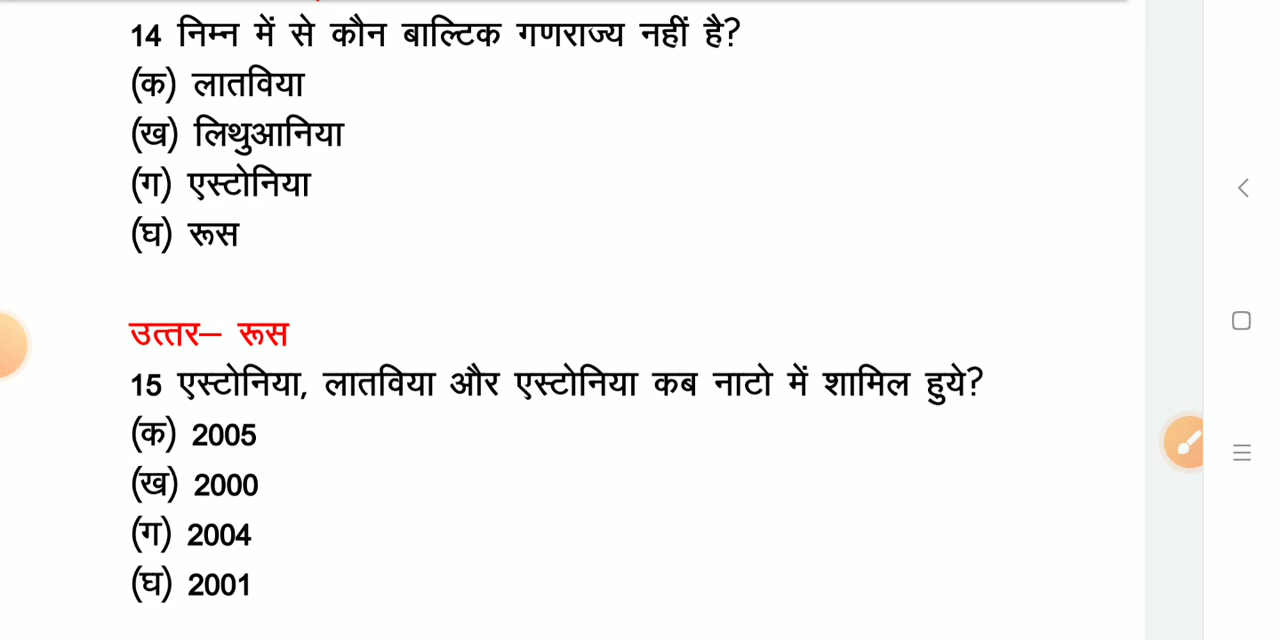 14 निम्न में से कौन बाल्टिक गणराज्य नहीं है?
(क) लातविया
(ख) लिथुआनिया
(ग) एस्टोनिया
(घ) रूस
उत्तर– रूस
15 एस्टोनिया, लातविया और एस्टोनिया कब नाटो में शामिल हुये?
(क) 2005
(ख) 2000
(ग) 2004
(घ) 2001